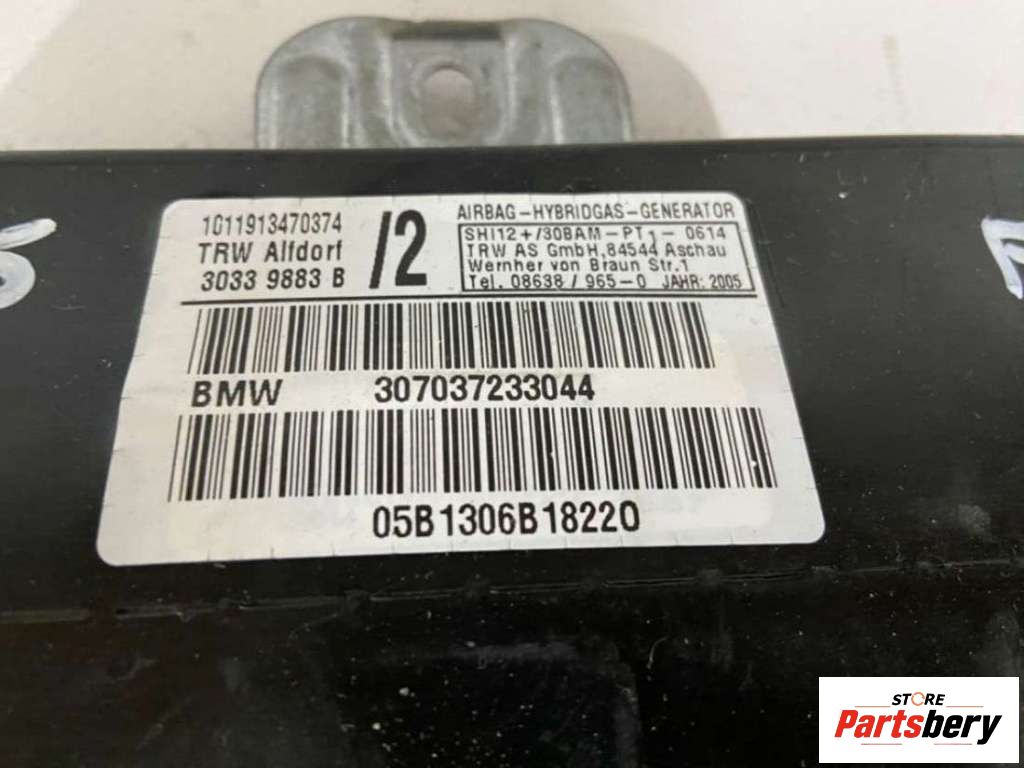 1011913470374
TRW Alfdorf
3033 9883 B
/2
AIRBAG-HYBRIDGAS-GENERATOR
SHI12+/30BAM-PT1-0614
TRW AS GmbH,84544 Aschau
Wernher von Braun Str.1
Tel. 08638/965-0 JAHR: 2005
BMW 307037233044
05B1306B18220
STORE
Partsbery